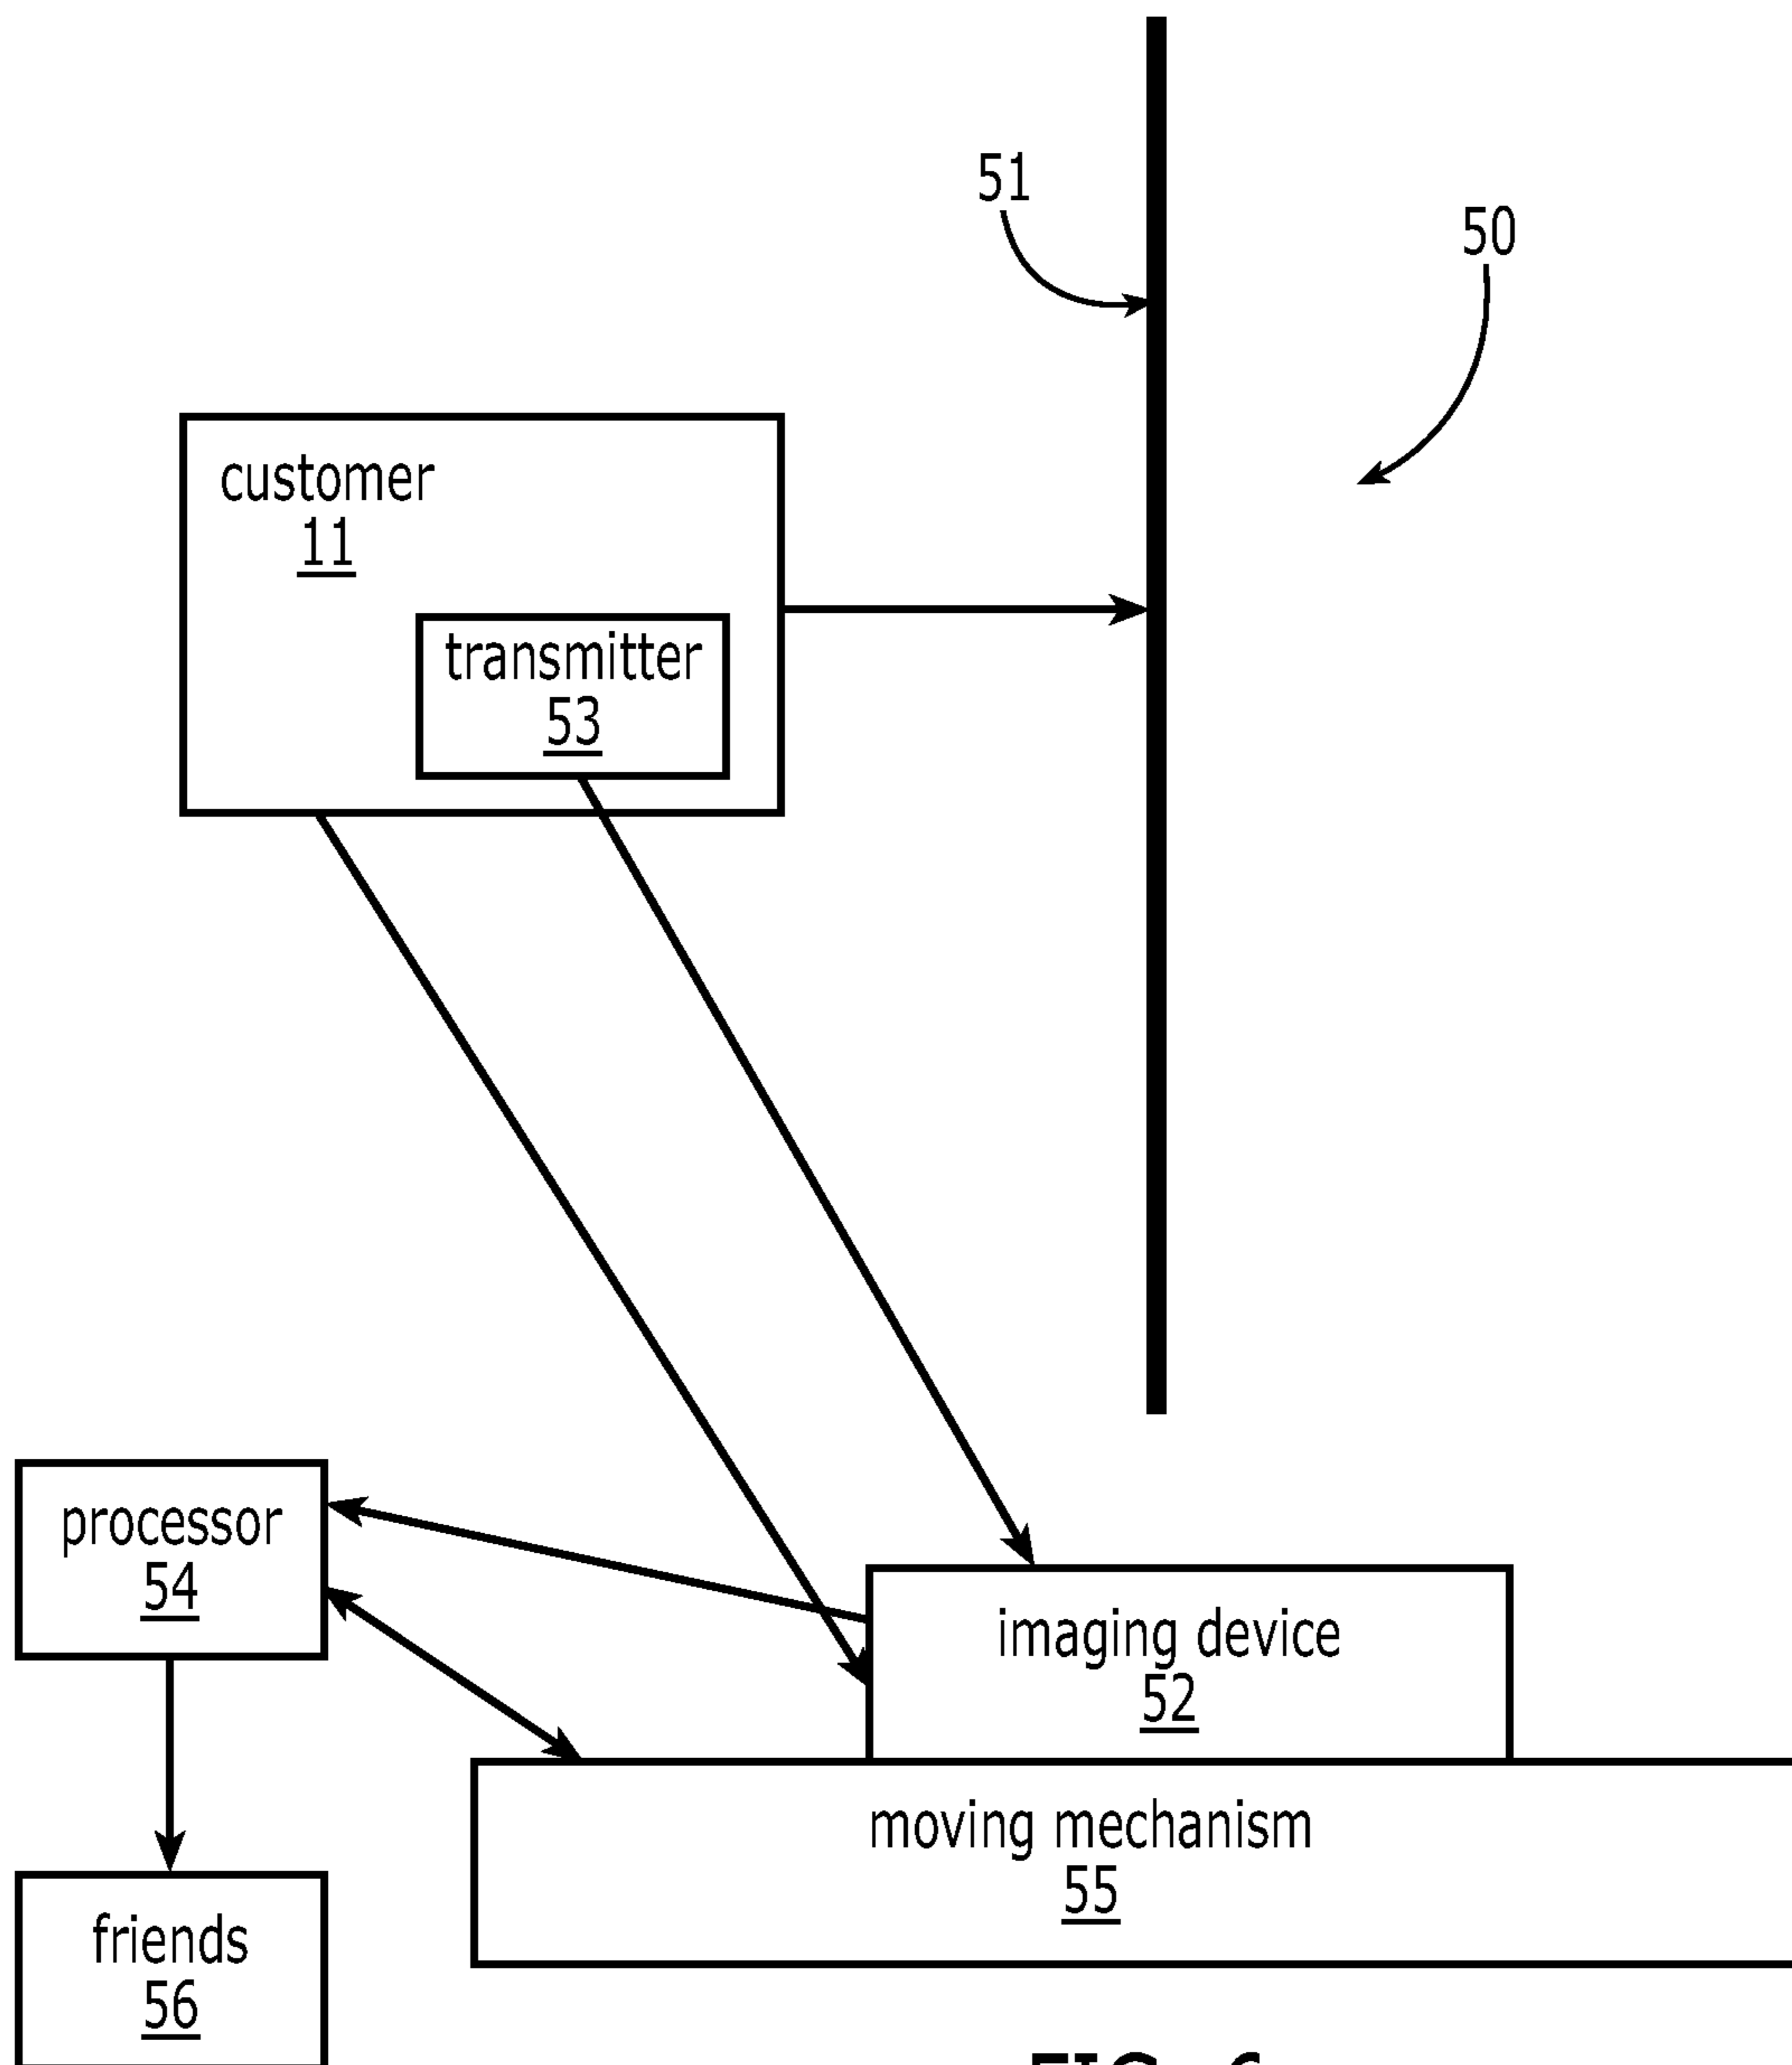 51
50
customer
11
transmitter
53
processor
54
imaging device
52
moving mechanism
55
friends
56